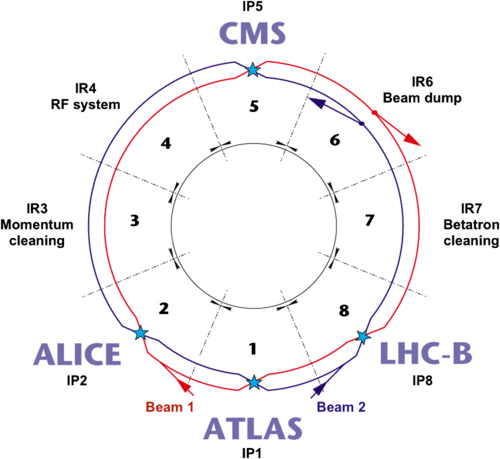 IP5
CMS
IR4
RF system
IR6
Beam dump
5
4
6
IR3
Momentum
cleaning
3
7
IR7
Betatron
cleaning
2
8
1
ALICE
IP2
LHC-B
IP8
Beam 1
Beam 2
ATLAS
IP1